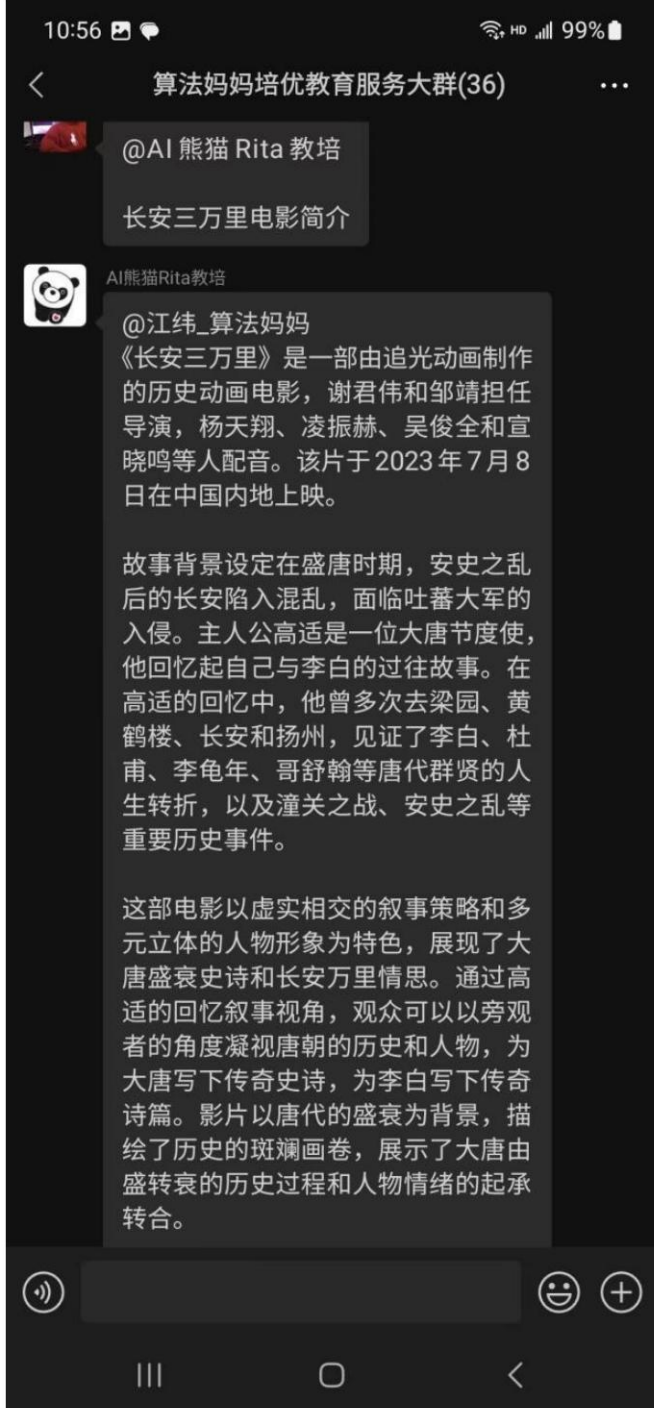 10:56
HD
99%
算法妈妈培优教育服务大群(36)
@AI 熊猫 Rita 教培
长安三万里电影简介
AI熊猫Rita教培
@江纬_算法妈妈
《长安三万里》是一部由追光动画制作
的历史动画电影，谢君伟和邹靖担任
导演，杨天翔、凌振赫、吴俊全和宣
晓鸣等人配音。该片于 2023 年 7 月 8
日在中国内地上映。
故事背景设定在盛唐时期，安史之乱
后的长安陷入混乱，面临吐蕃大军的
入侵。主人公高适是一位大唐节度使，
他回忆起自己与李白的过往故事。在
高适的回忆中，他曾多次去梁园、黄
鹤楼、长安和扬州，见证了李白、杜
甫、李龟年、哥舒翰等唐代群贤的人
生转折，以及潼关之战、安史之乱等
重要历史事件。
这部电影以虚实相交的叙事策略和多
元立体的人物形象为特色，展现了大
唐盛衰史诗和长安万里情思。通过高
适的回忆叙事视角，观众可以以旁观
者的角度凝视唐朝的历史和人物，为
大唐写下传奇史诗，为李白写下传奇
诗篇。影片以唐代的盛衰为背景，描
绘了历史的斑斓画卷，展示了大唐由
盛转衰的历史过程和人物情绪的起承
转合。